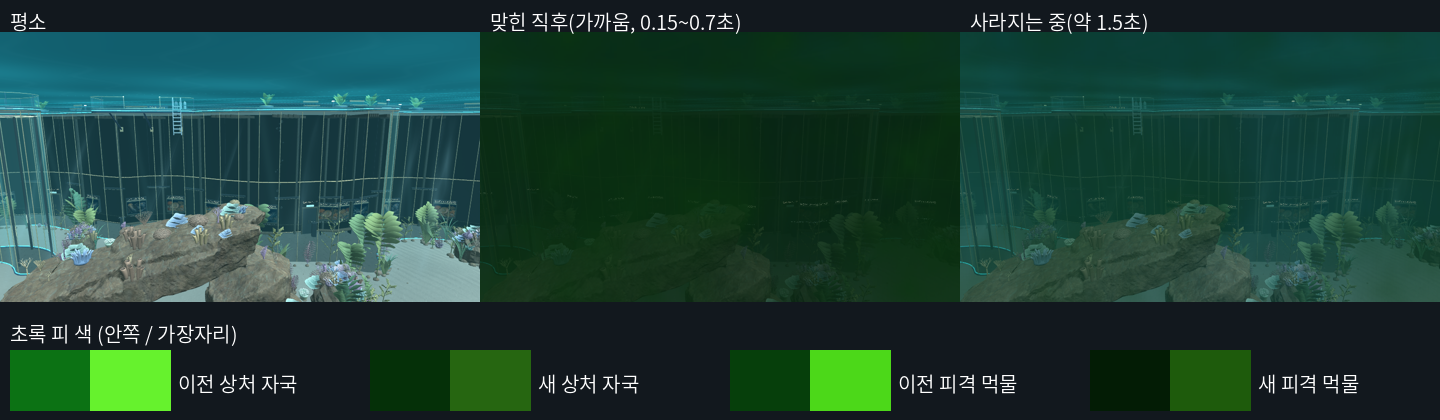 평소
맞힌 직후(가까움, 0.15~0.7초)
사라지는 중(약 1.5초)
초록 피 색 (안쪽 / 가장자리)
이전 상처 자국
새 상처 자국
이전 피격 먹물
새 피격 먹물